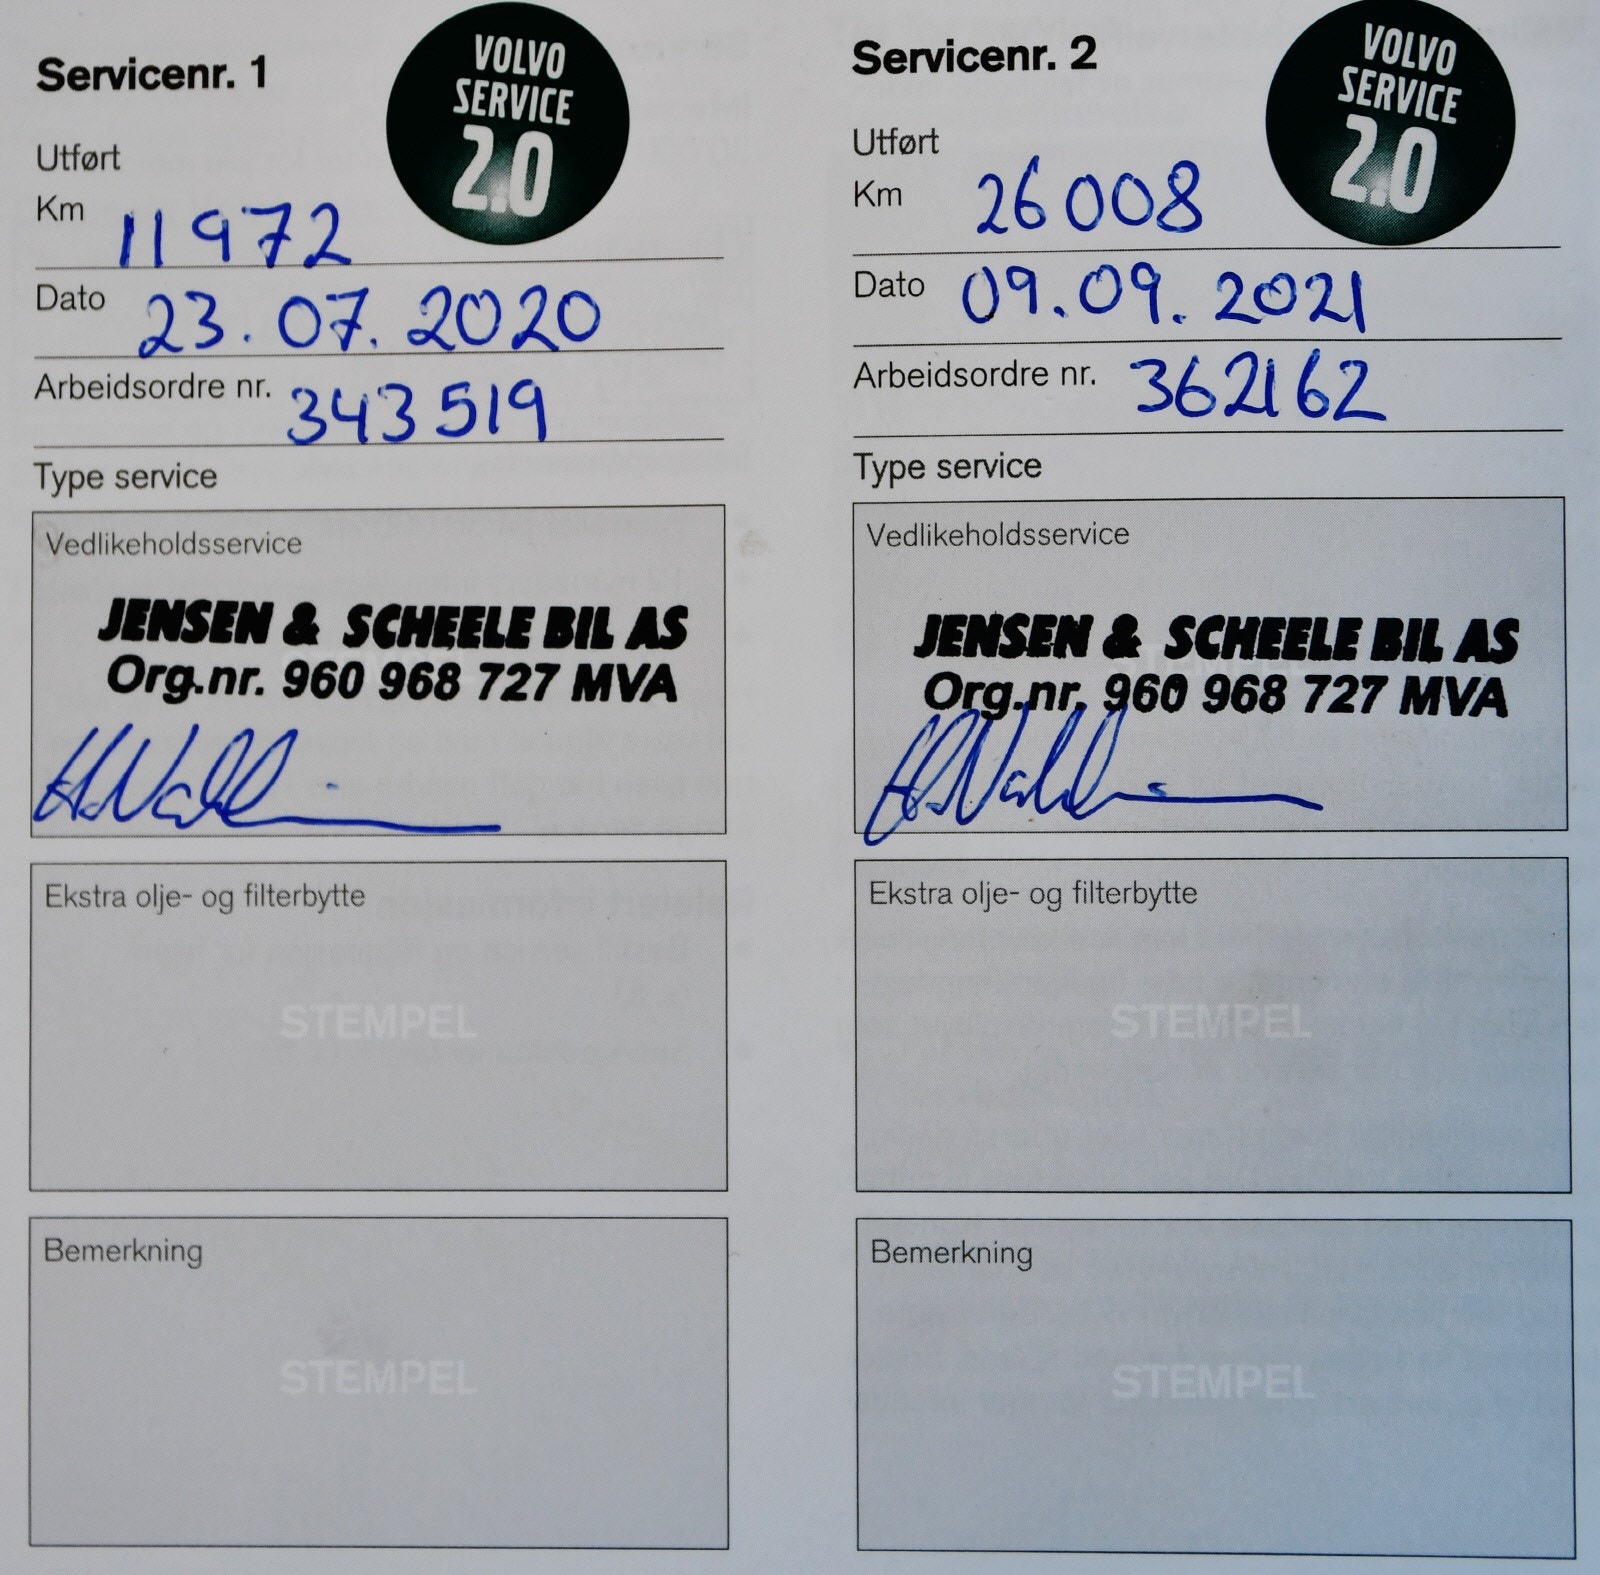 Servicenr. 1
VOLVO
SERVICE
2.0
Utført
Km 11972
Dato 23.07.2020
Arbeidsordre nr. 343519
Type service
Vedlikeholdsservice
JENSEN & SCHEELE BIL AS
Org.nr. 960 968 727 MVA
Ekstra olje- og filterbytte
STEMPEL
Bemerkning
STEMPEL
Servicenr. 2
VOLVO
SERVICE
2.0
Utført
Km 26008
Dato 09.09.2021
Arbeidsordre nr. 362162
Type service
Vedlikeholdsservice
JENSEN & SCHEELE BIL AS
Org.nr. 960 968 727 MVA
Ekstra olje- og filterbytte
STEMPEL
Bemerkning
STEMPEL